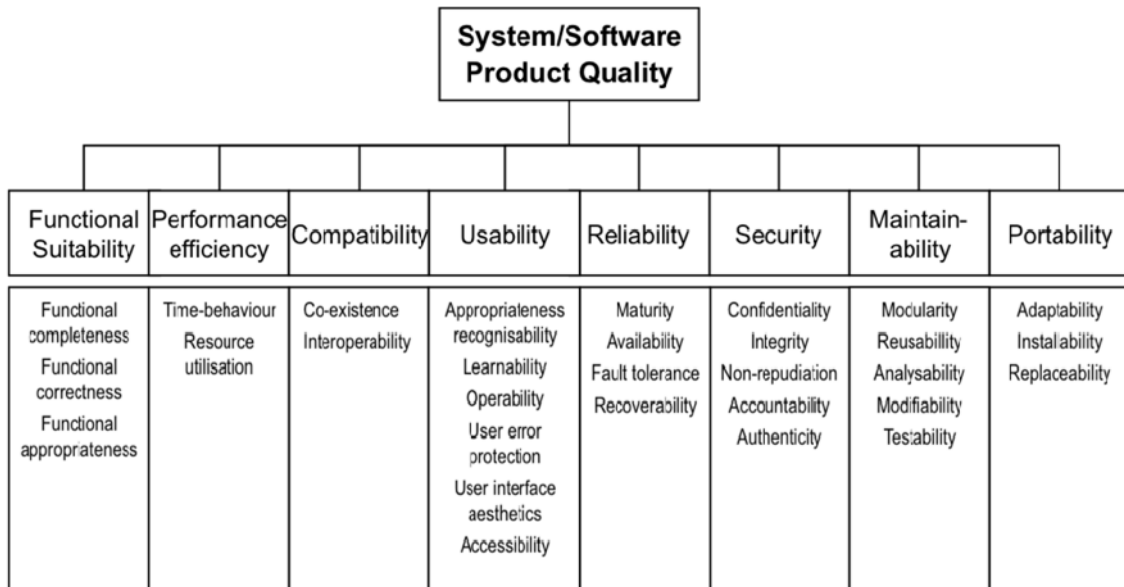 System/Software
Product Quality
Functional
Suitability
Performance
efficiency
Compatibility
Usability
Reliability
Security
Maintain-
ability
Portability
Functional
completeness
Functional
correctness
Functional
appropriateness
Time-behaviour
Resource
utilisation
Co-existence
Interoperability
Appropriateness
recognisability
Learnability
Operability
User error
protection
User interface
aesthetics
Accessibility
Maturity
Availability
Fault tolerance
Recoverability
Confidentiality
Integrity
Non-repudiation
Accountability
Authenticity
Modularity
Reusabillity
Analysability
Modifiability
Testability
Adaptability
Installability
Replaceability